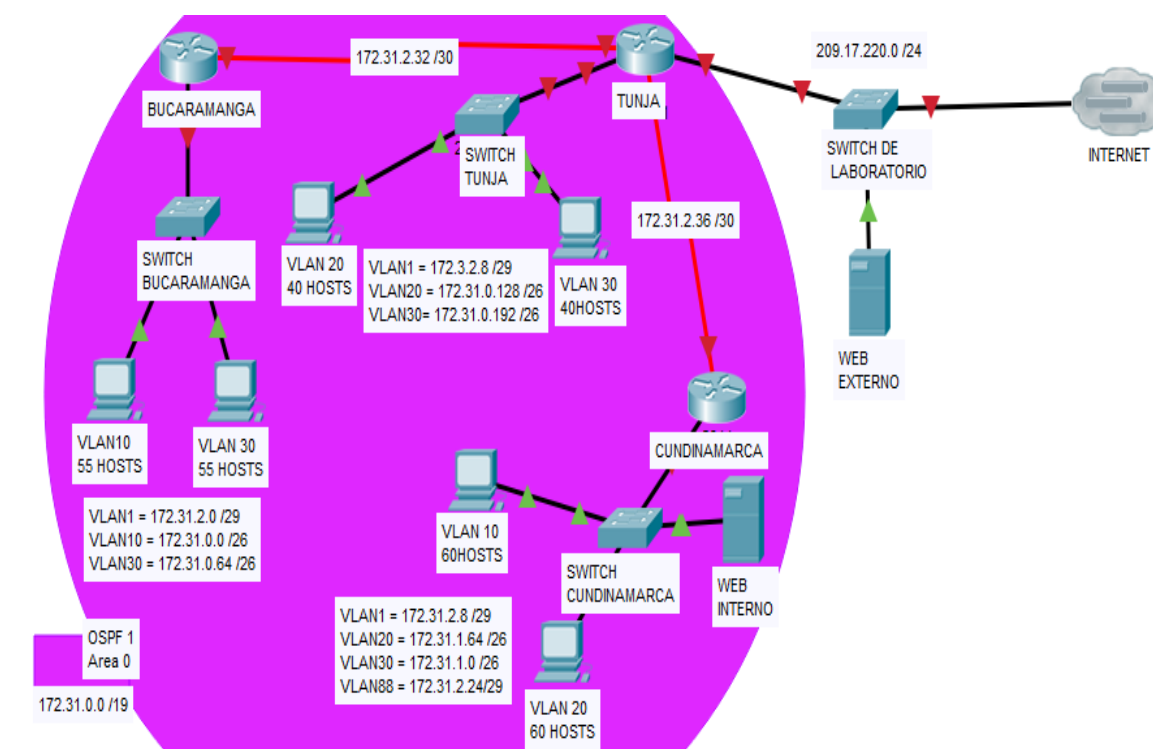 172.31.2.32 /30
209.17.220.0 /24
BUCARAMANGA
TUNJA
INTERNET
SWITCH
TUNJA
SWITCH DE
LABORATORIO
172.31.2.36 /30
SWITCH
BUCARAMANGA
VLAN 20
40 HOSTS
VLAN1 = 172.3.2.8 /29
VLAN20 = 172.31.0.128 /26
VLAN30= 172.31.0.192 /26
VLAN 30
40HOSTS
WEB
EXTERNO
VLAN10
55 HOSTS
VLAN 30
55 HOSTS
CUNDINAMARCA
VLAN1 = 172.31.2.0 /29
VLAN10 = 172.31.0.0 /26
VLAN30 = 172.31.0.64 /26
VLAN 10
60HOSTS
SWITCH
CUNDINAMARCA
WEB
INTERNO
VLAN1 = 172.31.2.8 /29
VLAN20 = 172.31.1.64 /26
VLAN30 = 172.31.1.0 /26
VLAN88 = 172.31.2.24/29
VLAN 20
60 HOSTS
OSPF 1
Area 0
172.31.0.0 /19